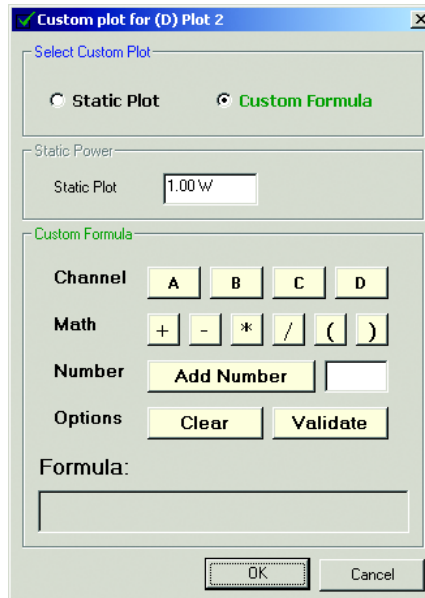 Custom plot for (D) Plot 2
Select Custom Plot
Static Plot Custom Formula
Static Power
Static Plot 1.00 W
Custom Formula
Channel A B C D
Math + - * / ( )
Number Add Number
Options Clear Validate
Formula:
OK Cancel